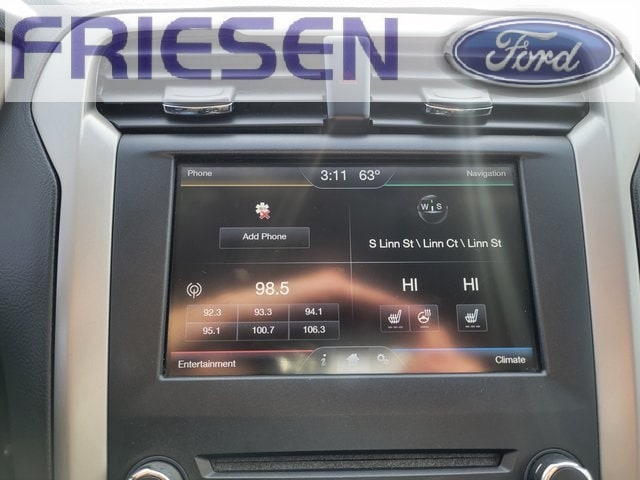 FRIESEN Ford
Phone 3:11 63° Navigation
W S
Add Phone
S Linn St \ Linn Ct \ Linn St
98.5 HI HI
92.3 93.3 94.1
95.1 100.7 106.3
Entertainment i Climate